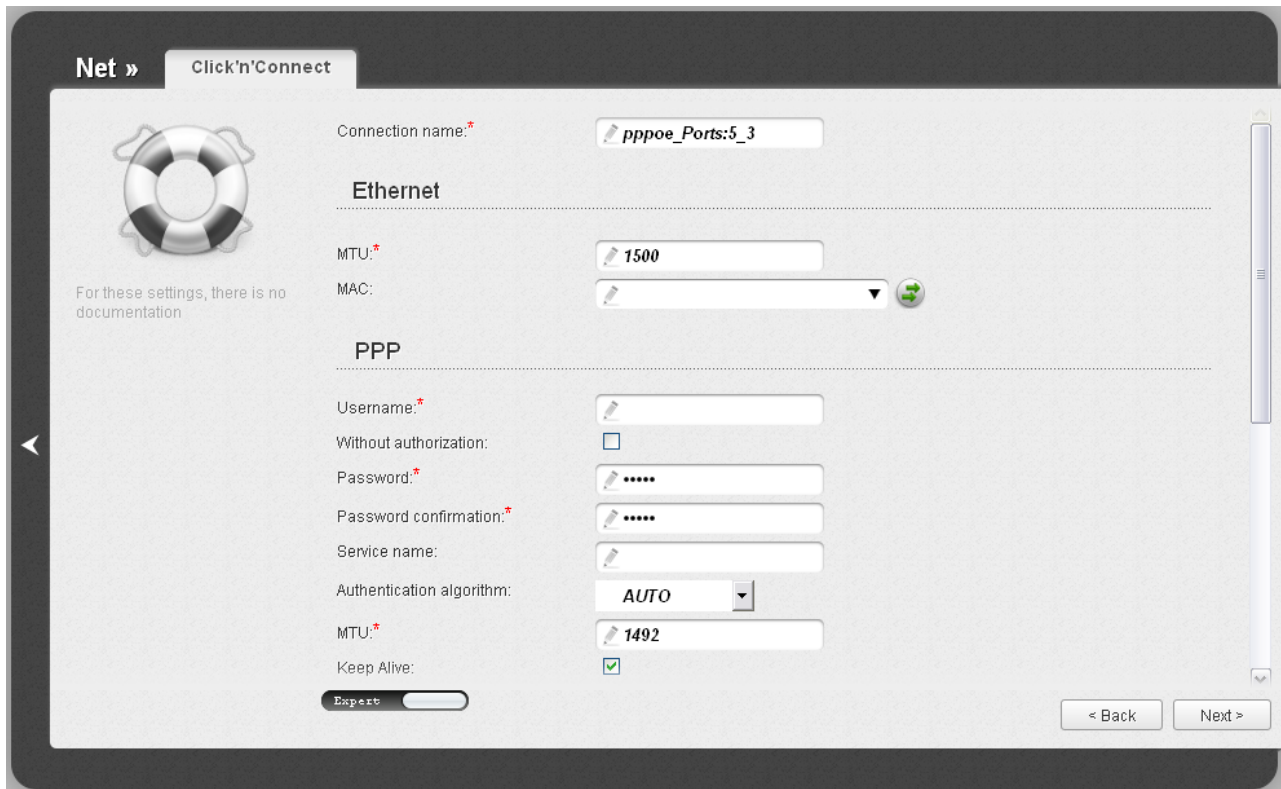 Net »
Click'n'Connect
For these settings, there is no
documentation
Connection name:* pppoe_Ports:5_3
Ethernet
MTU:* 1500
MAC:
PPP
Username:*
Without authorization:
Password:* •••••
Password confirmation:* •••••
Service name:
Authentication algorithm: AUTO
MTU:* 1492
Keep Alive:
Expert
< Back
Next >